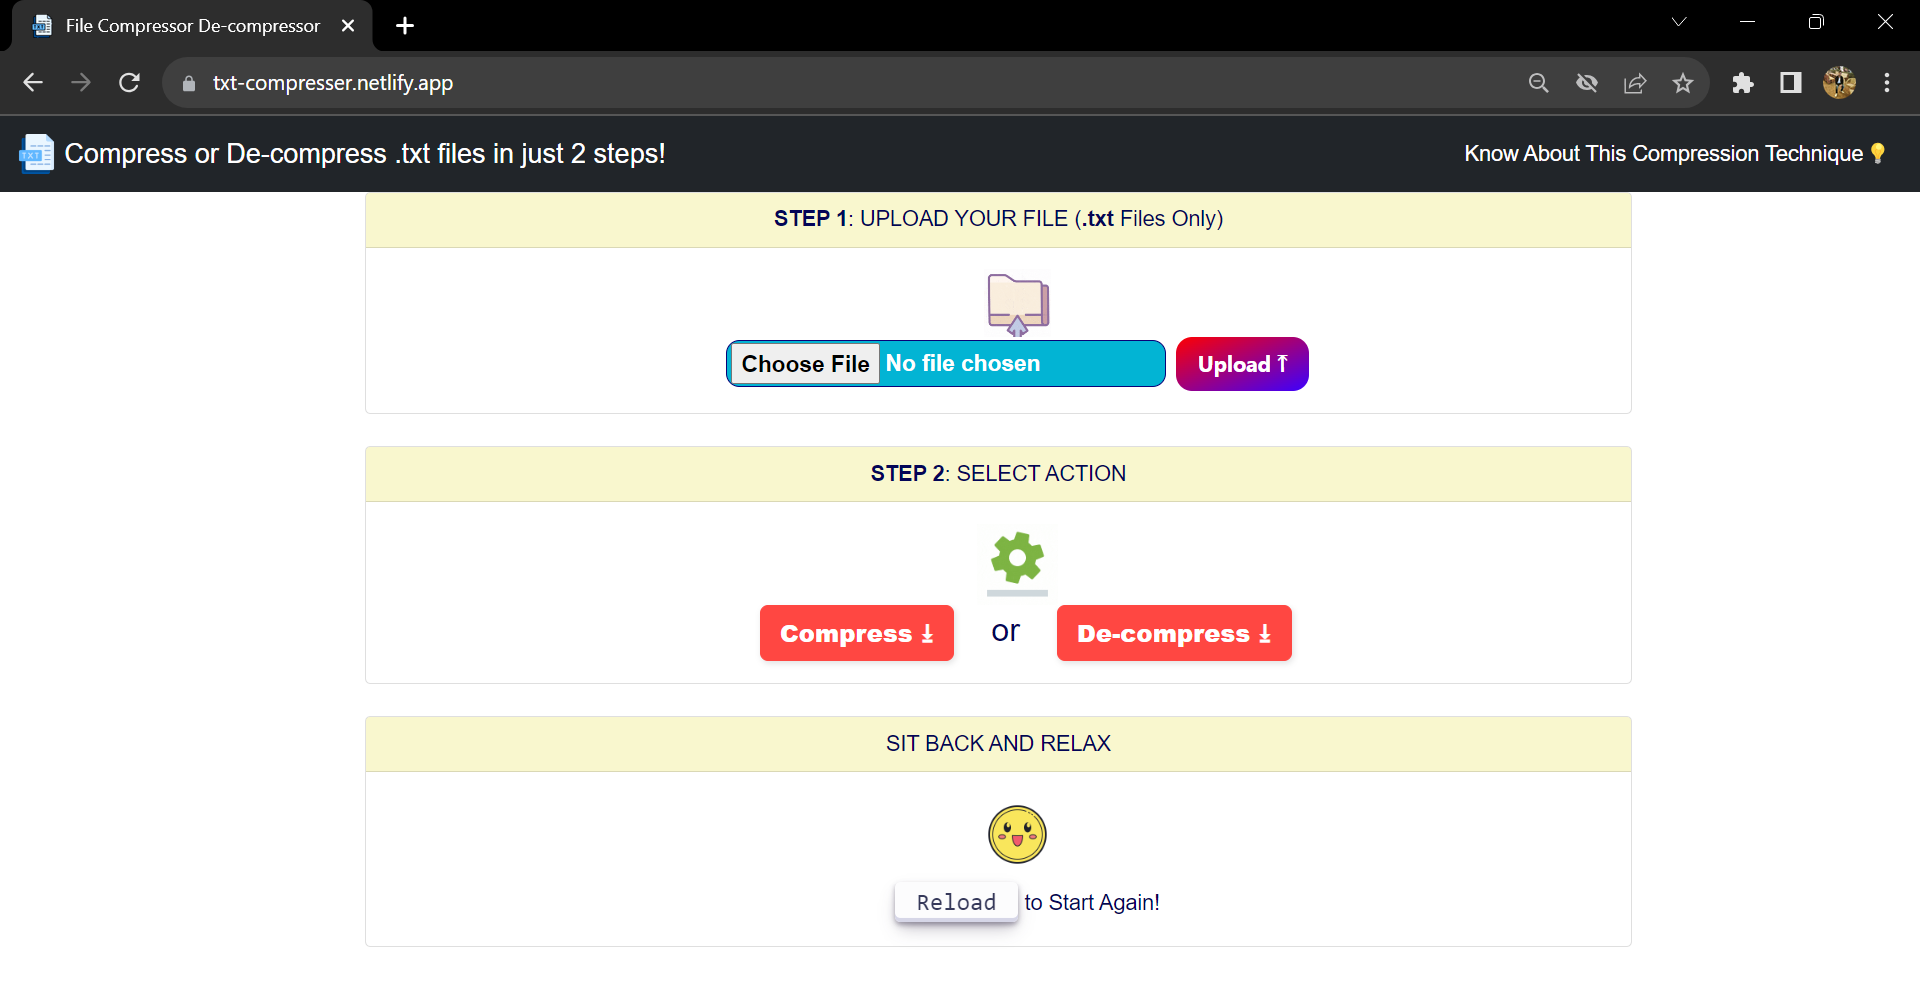 File Compressor De-compressor
txt-compresser.netlify.app
TXT Compress or De-compress .txt files in just 2 steps!
Know About This Compression Technique
STEP 1: UPLOAD YOUR FILE (.txt Files Only)
Choose File No file chosen Upload ⤒
STEP 2: SELECT ACTION
Compress ⤓ or De-compress ⤓
SIT BACK AND RELAX
Reload to Start Again!